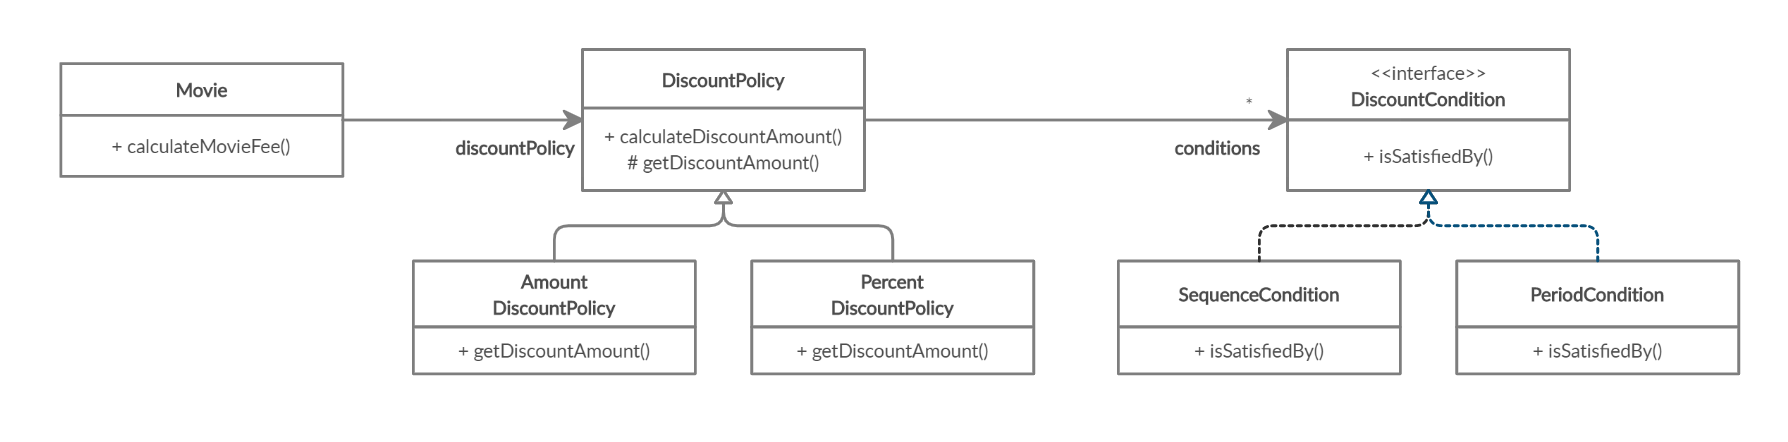 Movie
+ calculateMovieFee()
discountPolicy
DiscountPolicy
+ calculateDiscountAmount()
# getDiscountAmount()
*
conditions
<<interface>>
DiscountCondition
+ isSatisfiedBy()
Amount
DiscountPolicy
+ getDiscountAmount()
Percent
DiscountPolicy
+ getDiscountAmount()
SequenceCondition
+ isSatisfiedBy()
PeriodCondition
+ isSatisfiedBy()